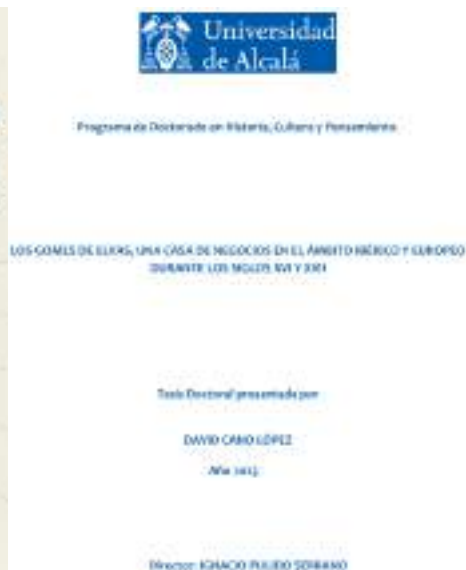 Universidad
de Alcalá
Programa de Doctorado en Historia, Cultura y Pensamiento
LOS GOMES DE ELVAS, UNA CASA DE NEGOCIOS EN EL ÁMBITO IBÉRICO Y EUROPEO
DURANTE LOS SIGLOS XVI Y XVII
Tesis Doctoral presentada por
DAVID CANO LÓPEZ
Año
Director: IGNACIO PULIDO SERRANO